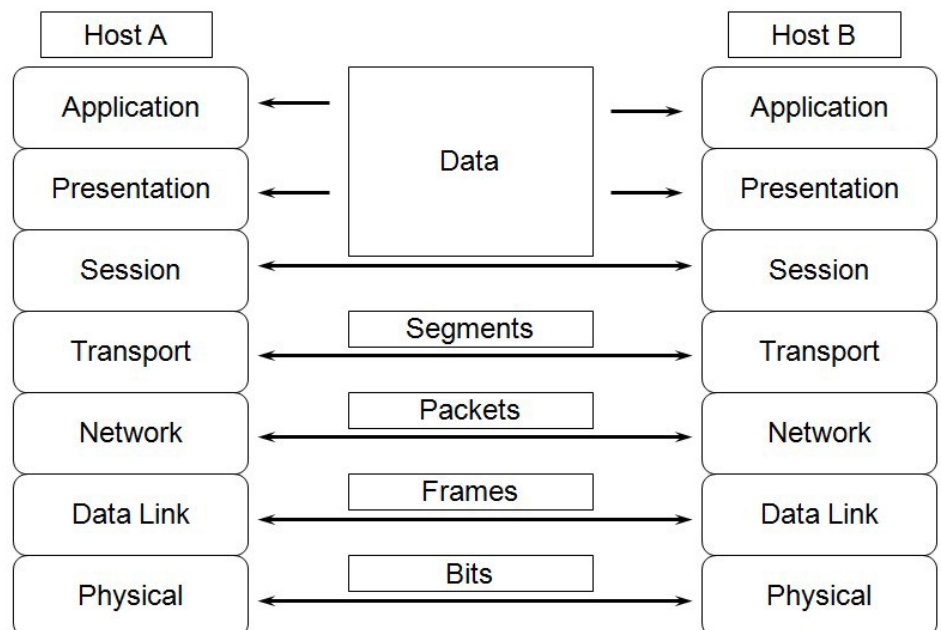 Host A
Host B
Application
Data
Application
Presentation
Presentation
Session
Session
Segments
Transport
Transport
Packets
Network
Network
Frames
Data Link
Data Link
Bits
Physical
Physical